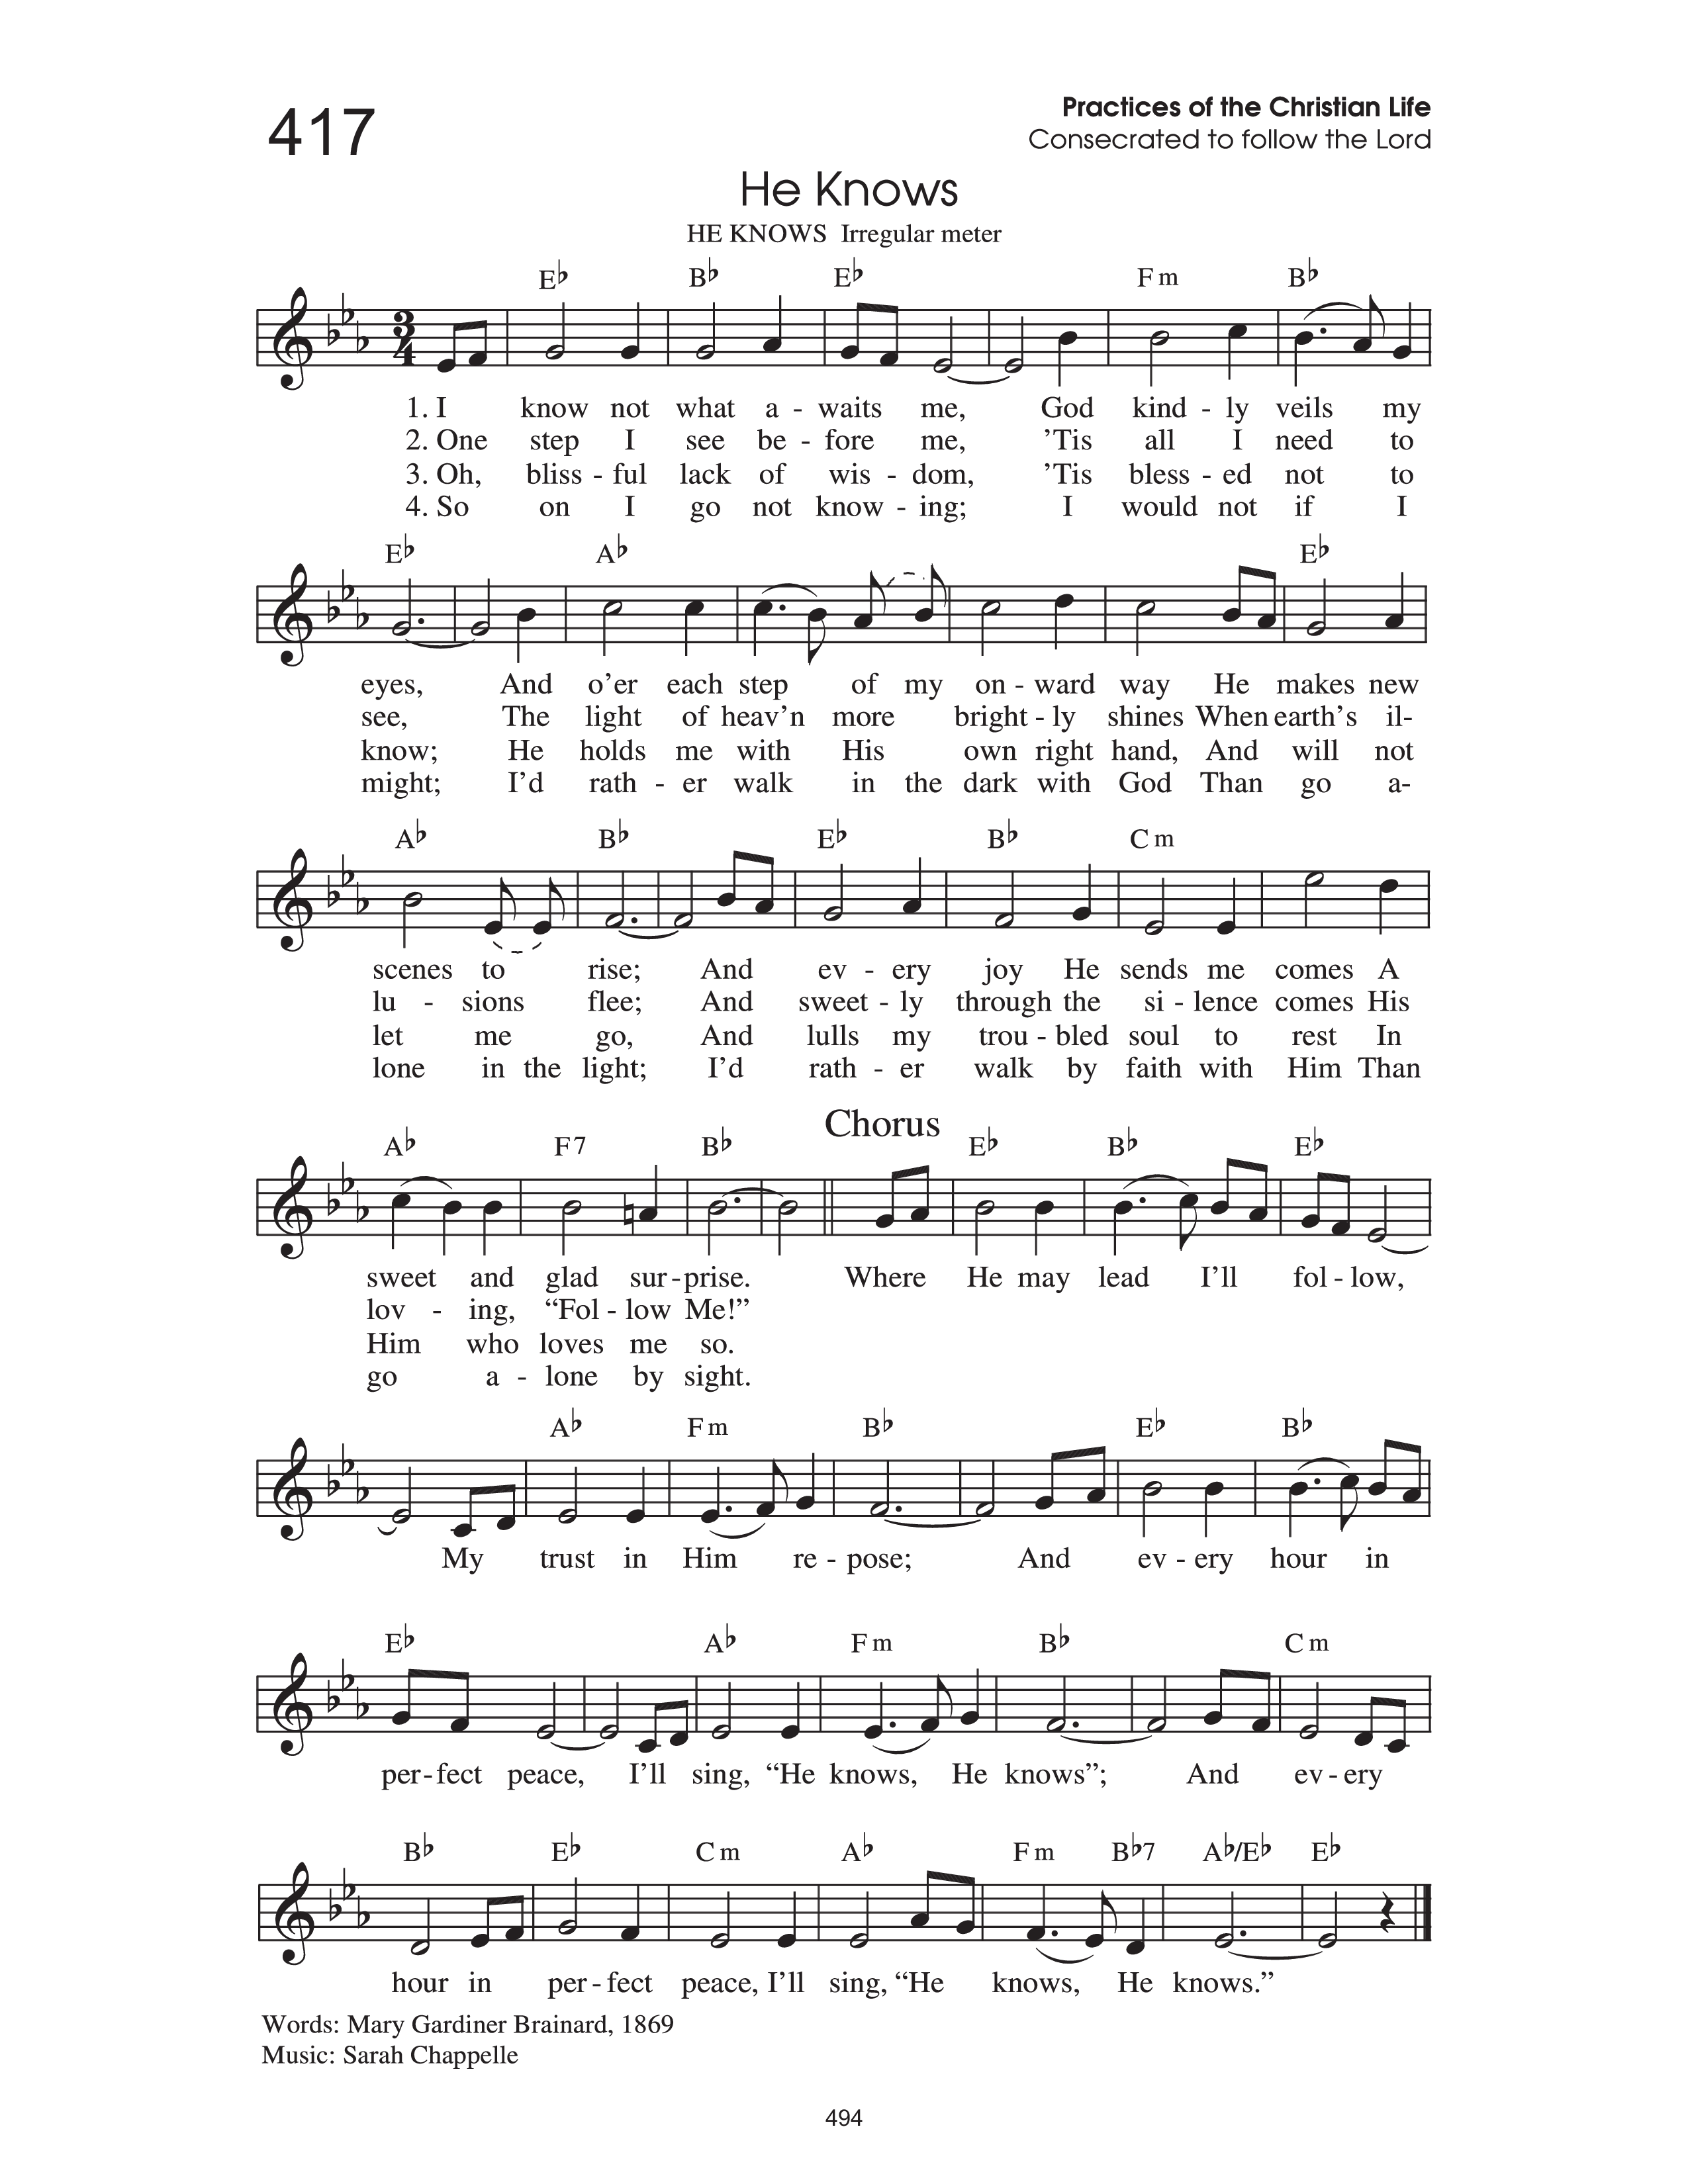 417
Practices of the Christian Life
Consecrated to follow the Lord
He Knows
HE KNOWS Irregular meter
E♭ B♭ E♭ Fm B♭
1. I know not what a - waits me, God kind - ly veils my
2. One step I see be - fore me, ’Tis all I need to
3. Oh, bliss - ful lack of wis - dom, ’Tis bless - ed not to
4. So on I go not know - ing; I would not if I
E♭ A♭ E♭
eyes, And o’er each step of my on - ward way He makes new
see, The light of heav’n more bright - ly shines When earth’s il-
know; He holds me with His own right hand, And will not
might; I’d rath - er walk in the dark with God Than go a-
A♭ B♭ E♭ B♭ Cm
scenes to rise; And ev - ery joy He sends me comes A
lu - sions flee; And sweet - ly through the si - lence comes His
let me go, And lulls my trou - bled soul to rest In
lone in the light; I’d rath - er walk by faith with Him Than
Chorus
A♭ F7 B♭ E♭ B♭ E♭
sweet and glad sur - prise. Where He may lead I’ll fol - low,
lov - ing, “Fol - low Me!”
Him who loves me so.
go a - lone by sight.
A♭ Fm B♭ E♭ B♭
My trust in Him re - pose; And ev - ery hour in
E♭ A♭ Fm B♭ Cm
per - fect peace, I’ll sing, “He knows, He knows”; And ev - ery
B♭ E♭ Cm A♭ Fm B♭7 A♭/E♭ E♭
hour in per - fect peace, I’ll sing, “He knows, He knows.”
Words: Mary Gardiner Brainard, 1869
Music: Sarah Chappelle
494